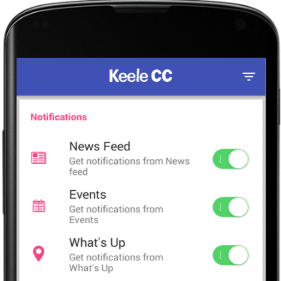 Keele CC
Notifications
News Feed
Get notifications from News
feed
Events
Get notifications from
Events
What's Up
Get notifications from
What's Up